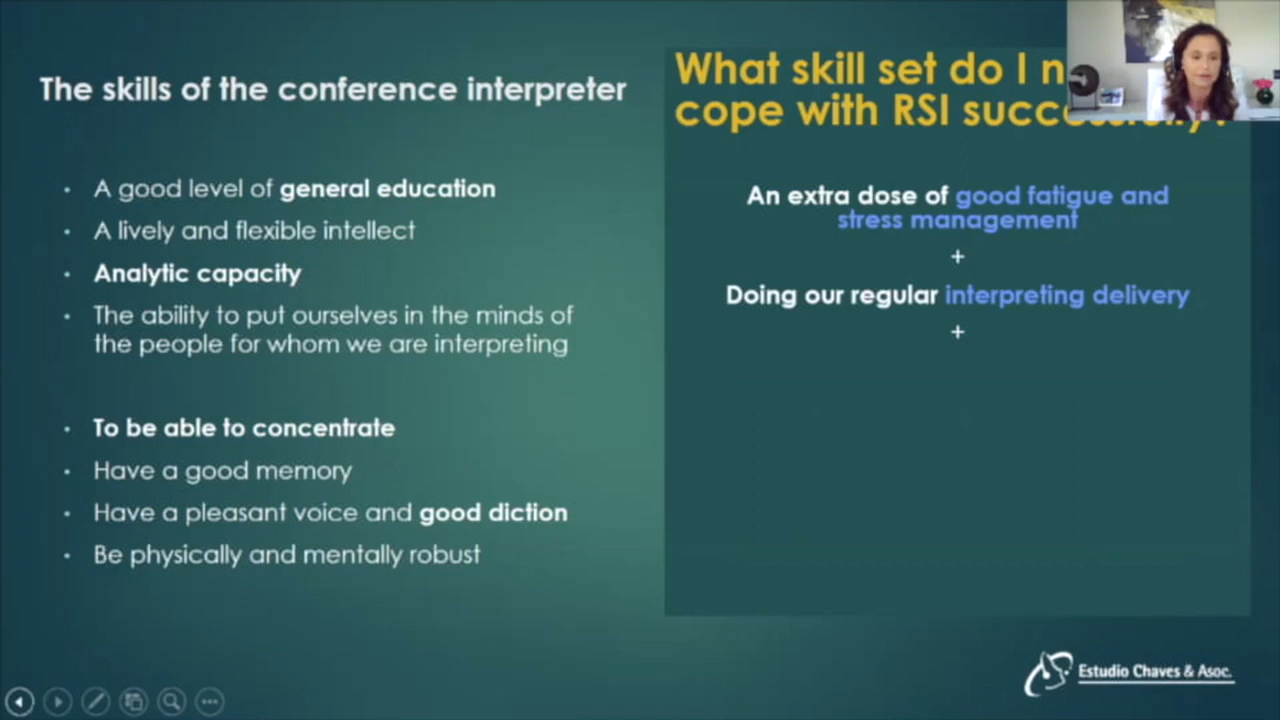 The skills of the conference interpreter
• A good level of general education
• A lively and flexible intellect
• Analytic capacity
• The ability to put ourselves in the minds of
the people for whom we are interpreting
• To be able to concentrate
• Have a good memory
• Have a pleasant voice and good diction
• Be physically and mentally robust
What skill set do I
cope with RSI
An extra dose of good fatigue and
stress management
+
Doing our regular interpreting delivery
+
Estudio Chaves & Asoc.